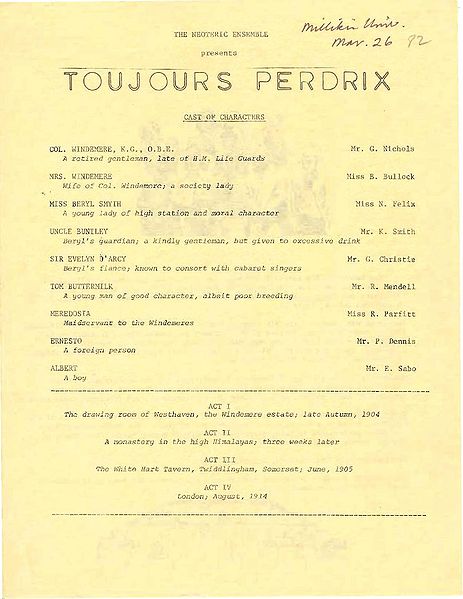 THE NEOTERIC ENSEMBLE
presents
Millikin Univ.
Mar. 26 92
TOUJOURS PERDRIX
CAST OF CHARACTERS
COL. WINDEMERE, K.G., O.B.E. Mr. G. Nichols
A retired gentleman, late of H.M. Life Guards
MRS. WINDEMERE Miss B. Bullock
Wife of Col. Windemere; a society lady
MISS BERYL SMYTH Miss N. Felix
A young lady of high station and moral character
UNCLE BUNTLEY Mr. K. Smith
Beryl's guardian; a kindly gentleman, but given to excessive drink
SIR EVELYN D'ARCY Mr. G. Christie
Beryl's fiance; known to consort with cabaret singers
TOM BUTTERMILK Mr. R. Mendell
A young man of good character, albeit poor breeding
MEREDOSIA Miss R. Parfitt
Maidservant to the Windemeres
ERNESTO Mr. P. Dennis
A foreign person
ALBERT Mr. E. Sabo
A boy
ACT I
The drawing room of Westhaven, the Windemere estate; late Autumn, 1904
ACT II
A monastery in the high Himalayas; three weeks later
ACT III
The White Hart Tavern, Twiddlingham, Somerset; June, 1905
ACT IV
London; August, 1914